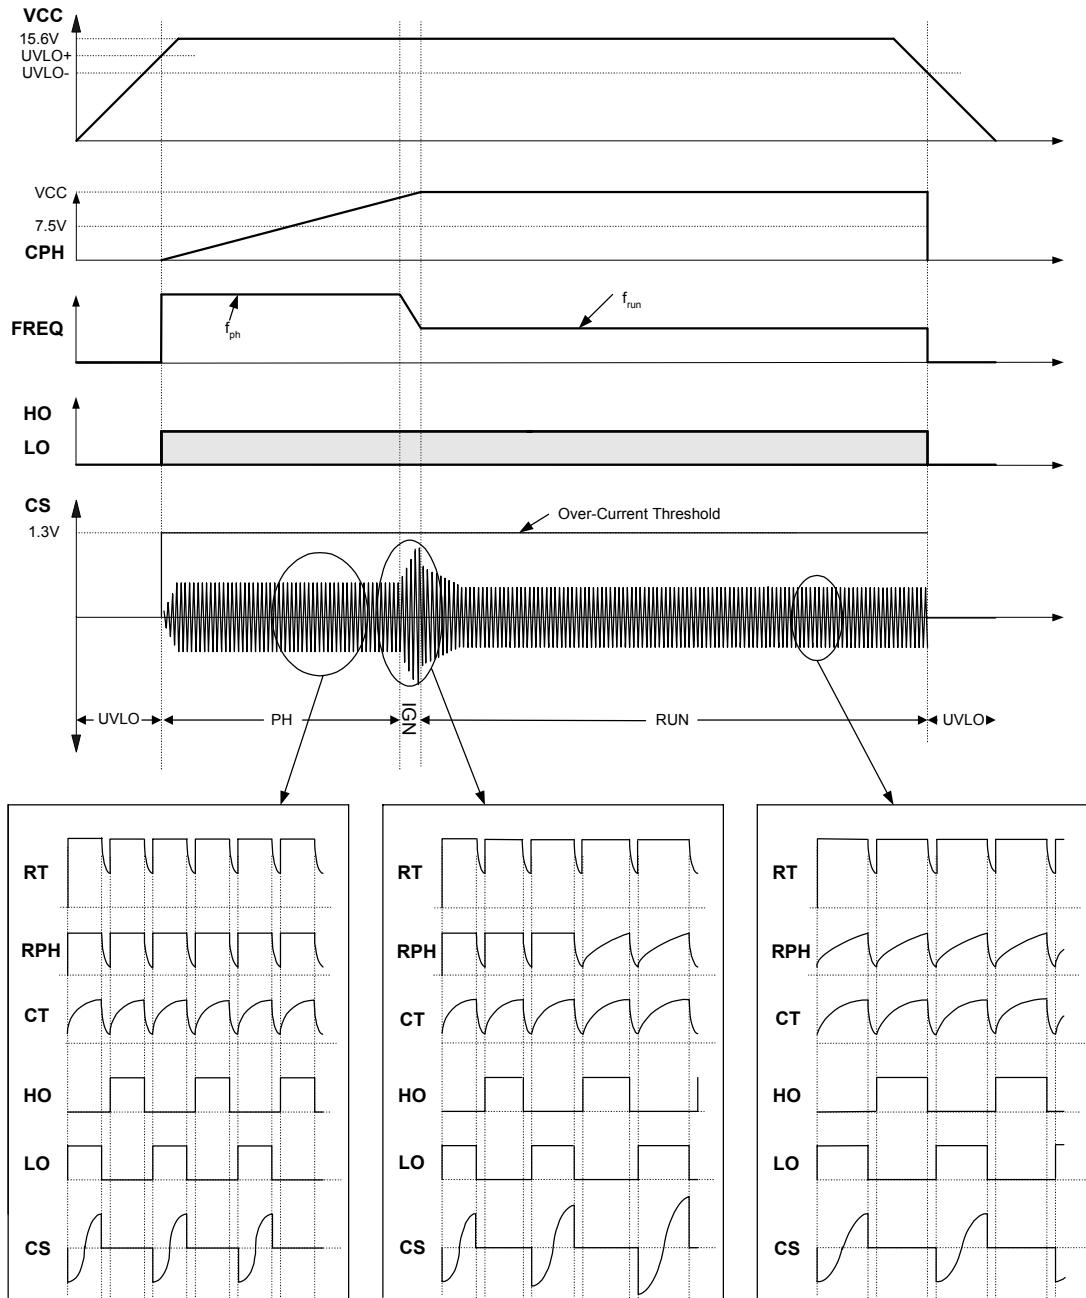 VCC
15.6V
UVLO+
UVLO-
VCC
7.5V
CPH
FREQ
fph
frun
HO
LO
CS
1.3V
Over-Current Threshold
UVLO
PH
IGN
RUN
UVLO
RT
RPH
CT
HO
LO
CS
RT
RPH
CT
HO
LO
CS
RT
RPH
CT
HO
LO
CS